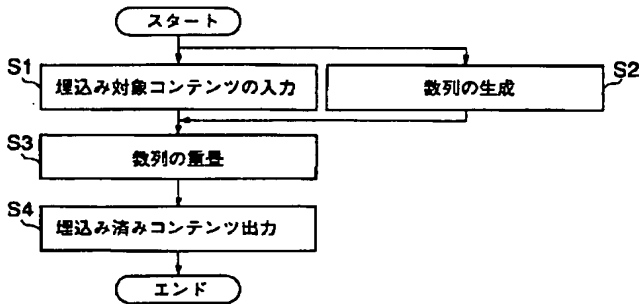 スタート
S1
埋込み対象コンテンツの入力
数列の生成
S2
S3
数列の重畳
S4
埋込み済みコンテンツ出力
エンド